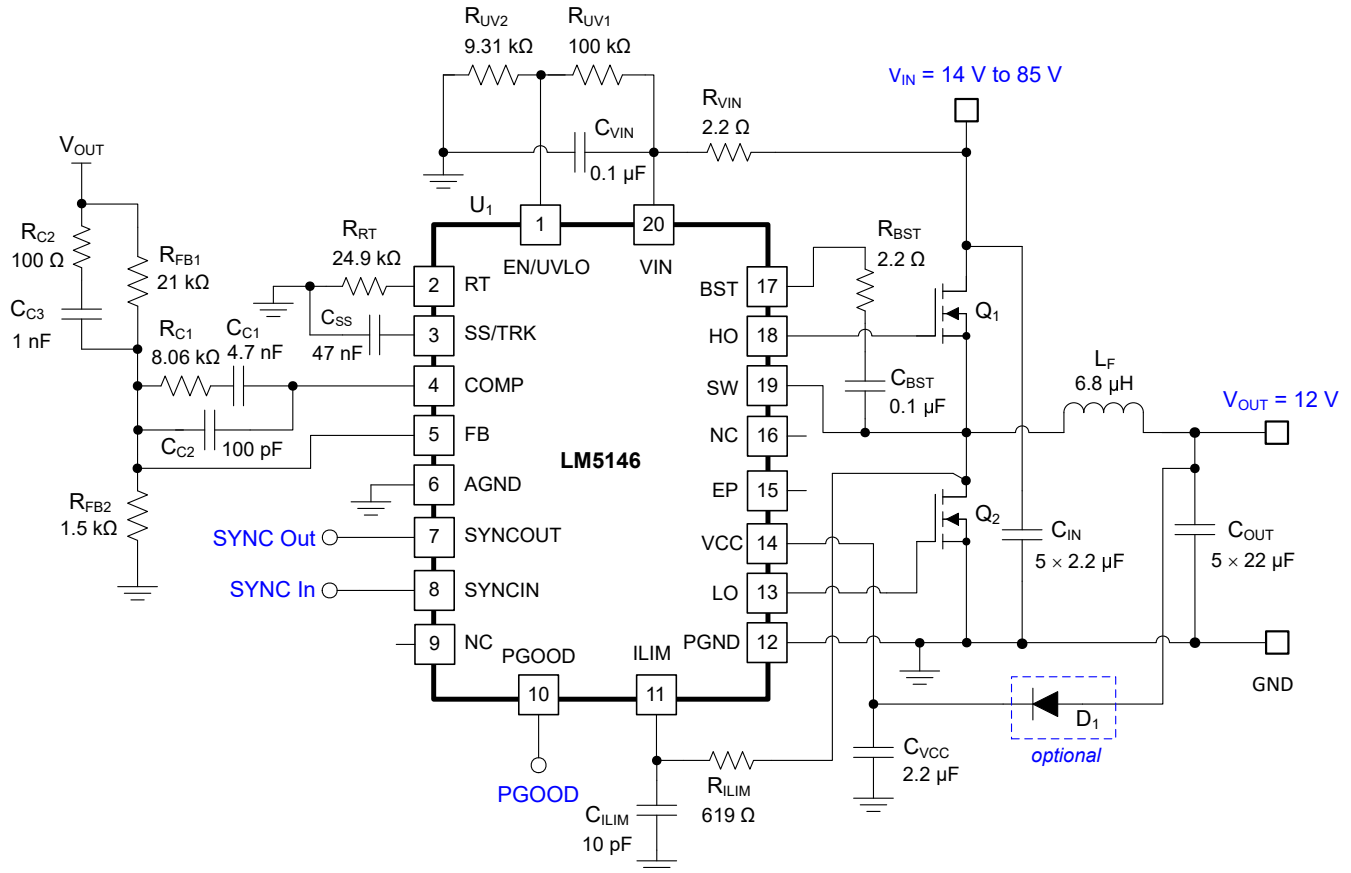 RUV2
9.31 kΩ
RUV1
100 kΩ
VIN = 14 V to 85 V
RVIN
2.2 Ω
CVIN
0.1 µF
VOUT
U1
1
20
EN/UVLO
VIN
RC2
100 Ω
RFB1
21 kΩ
CC3
1 nF
RRT
24.9 kΩ
CSS
47 nF
RC1
8.06 kΩ
CC1
4.7 nF
CC2
100 pF
RFB2
1.5 kΩ
2
RT
3
SS/TRK
4
COMP
5
FB
6
AGND
7
SYNCOUT
SYNC Out
8
SYNCIN
SYNC In
9
NC
LM5146
BST
17
HO
18
SW
19
NC
16
EP
15
VCC
14
LO
13
PGND
12
RBST
2.2 Ω
CBST
0.1 µF
Q1
Q2
LF
6.8 µH
VOUT = 12 V
CIN
5 × 2.2 µF
COUT
5 × 22 µF
GND
PGOOD
10
ILIM
11
PGOOD
CILIM
10 pF
RILIM
619 Ω
CVCC
2.2 µF
D1
optional